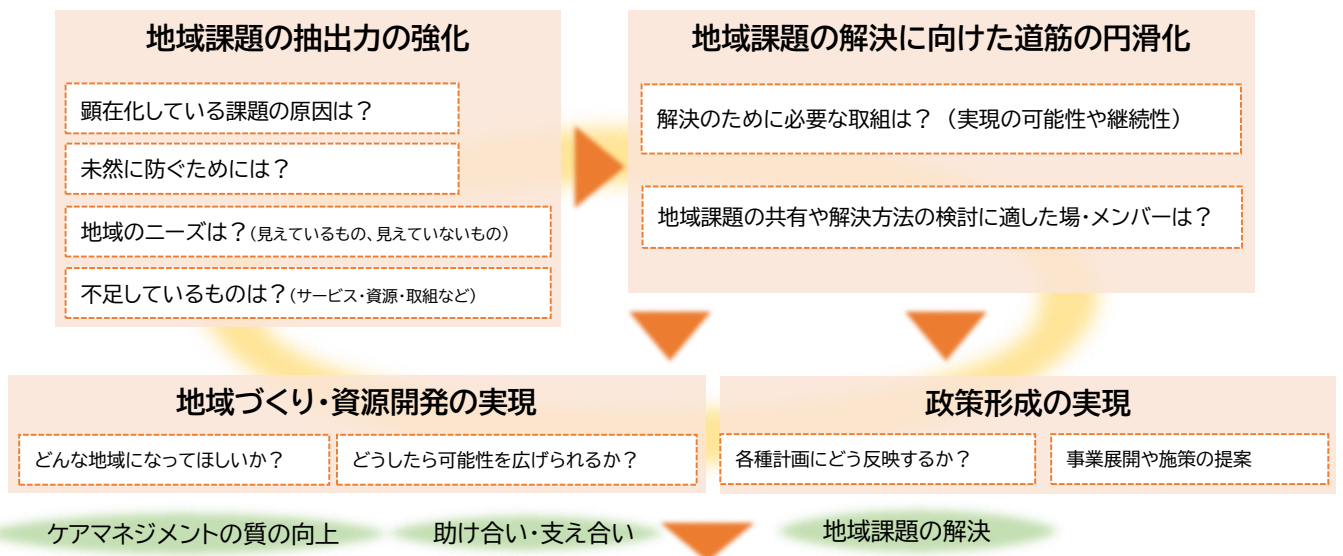 地域課題の抽出力の強化
顕在化している課題の原因は？
未然に防ぐためには？
地域のニーズは？(見えているもの、見えていないもの)
不足しているものは？(サービス・資源・取組など)
地域課題の解決に向けた道筋の円滑化
解決のために必要な取組は？（実現の可能性や継続性）
地域課題の共有や解決方法の検討に適した場・メンバーは？
地域づくり・資源開発の実現
どんな地域になってほしいか？
どうしたら可能性を広げられるか？
政策形成の実現
各種計画にどう反映するか？
事業展開や施策の提案
ケアマネジメントの質の向上
助け合い・支え合い
地域課題の解決